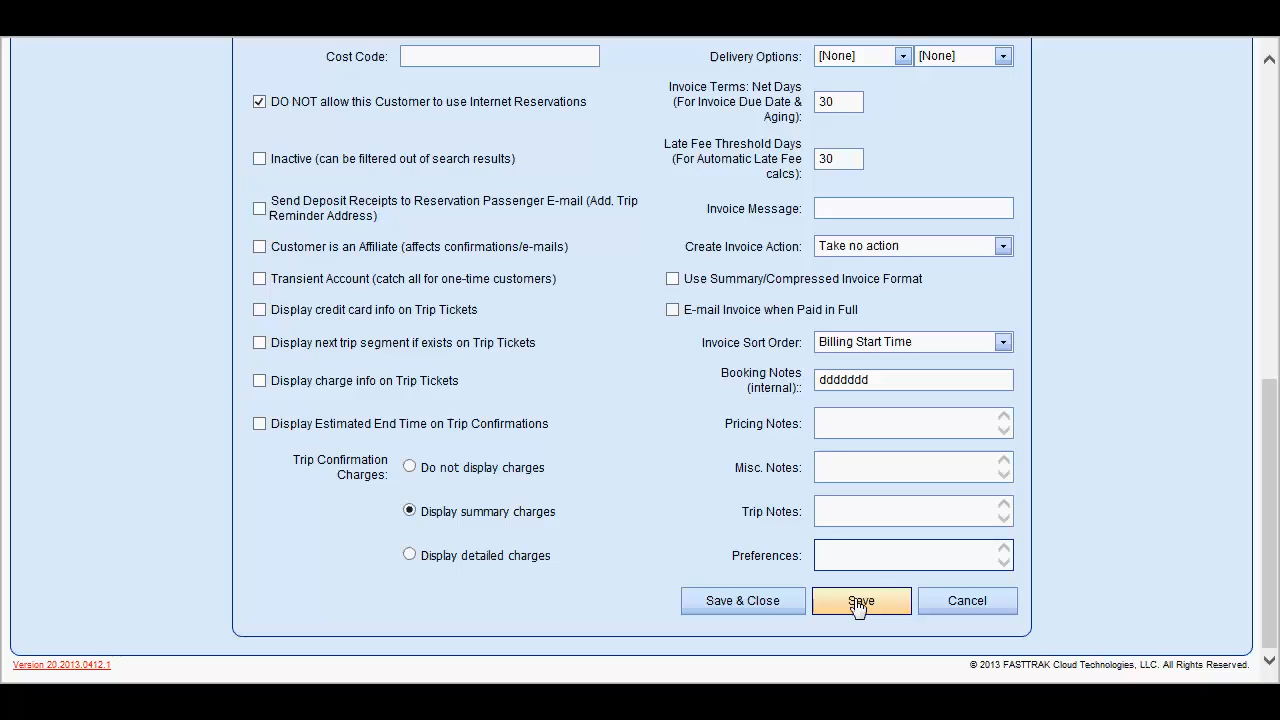 Cost Code:
Delivery Options: [None] [None]
DO NOT allow this Customer to use Internet Reservations
Invoice Terms: Net Days
(For Invoice Due Date &
Aging):
30
Inactive (can be filtered out of search results)
Late Fee Threshold Days
(For Automatic Late Fee
calcs):
30
Send Deposit Receipts to Reservation Passenger E-mail (Add. Trip
Reminder Address)
Invoice Message:
Customer is an Affiliate (affects confirmations/e-mails)
Create Invoice Action: Take no action
Transient Account (catch all for one-time customers)
Use Summary/Compressed Invoice Format
Display credit card info on Trip Tickets
E-mail Invoice when Paid in Full
Display next trip segment if exists on Trip Tickets
Invoice Sort Order: Billing Start Time
Display charge info on Trip Tickets
Booking Notes
(internal)::
ddddddd
Display Estimated End Time on Trip Confirmations
Pricing Notes:
Trip Confirmation
Charges:
Do not display charges
Misc. Notes:
Display summary charges
Trip Notes:
Display detailed charges
Preferences:
Save & Close Save Cancel
Version 20.2013.0412.1
© 2013 FASTTRAK Cloud Technologies, LLC. All Rights Reserved.